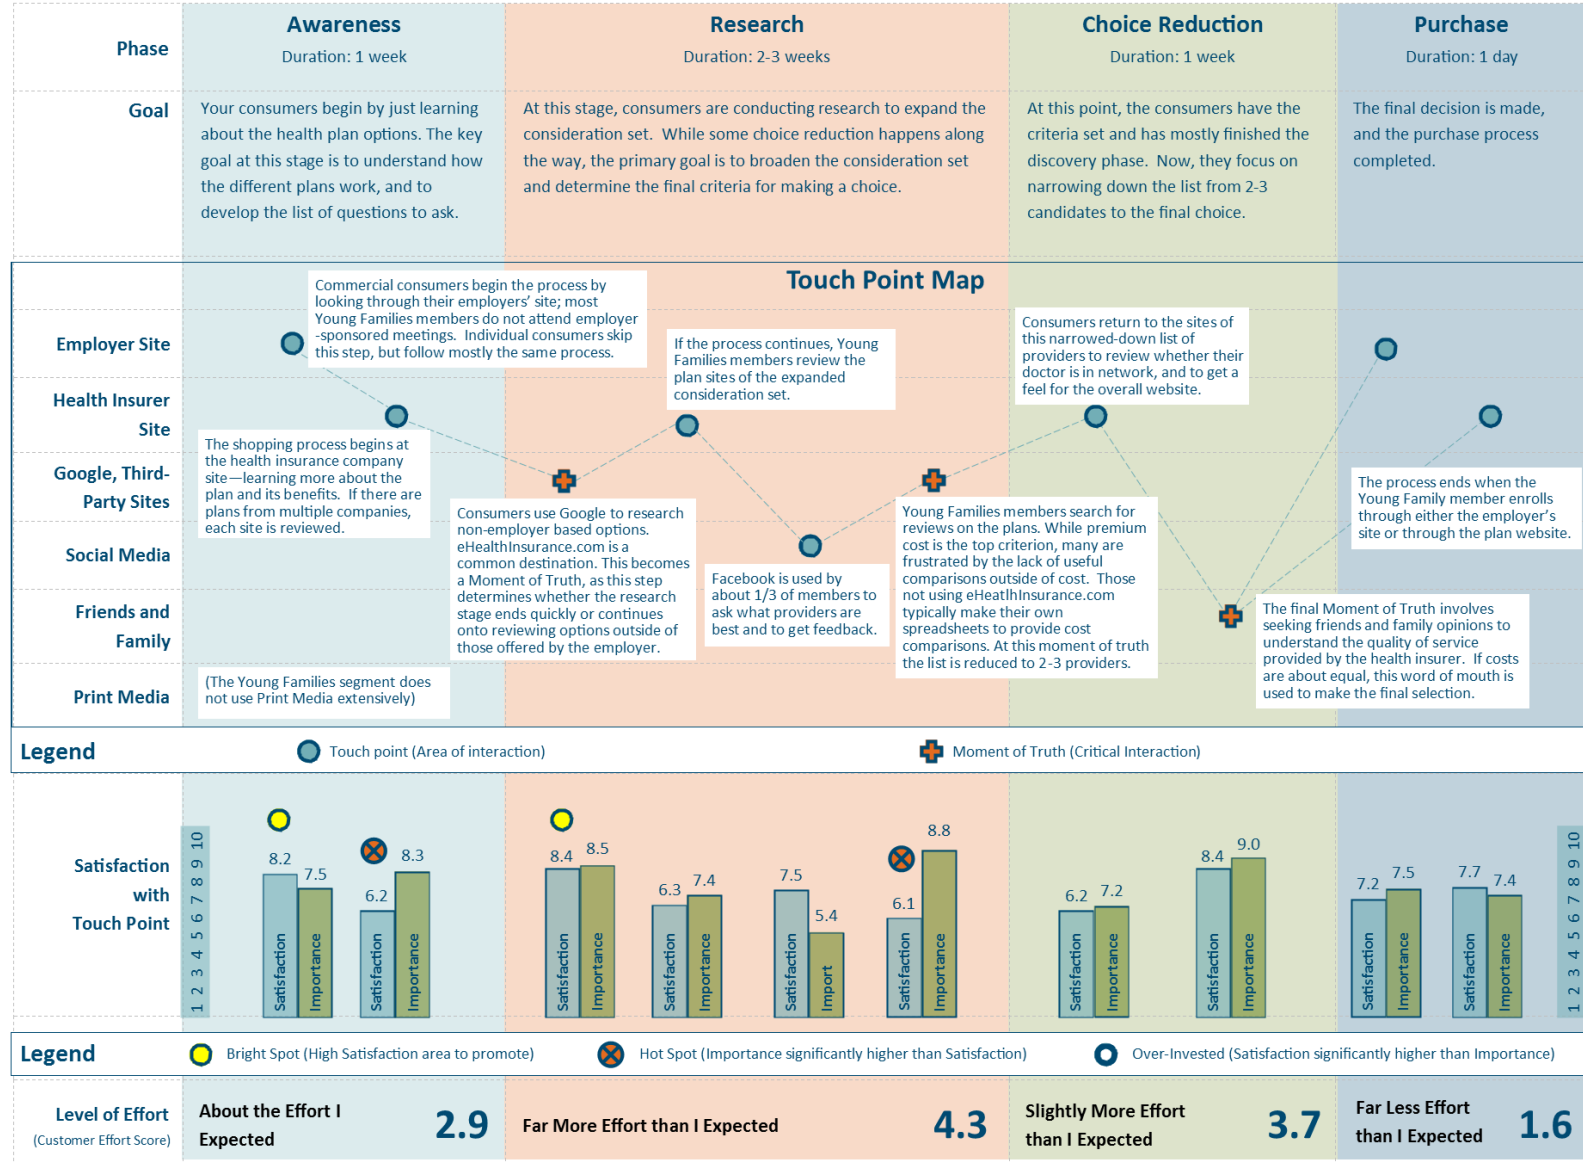 Phase
Awareness
Duration: 1 week
Research
Duration: 2-3 weeks
Choice Reduction
Duration: 1 week
Purchase
Duration: 1 day
Goal
Your consumers begin by just learning
about the health plan options. The key
goal at this stage is to understand how
the different plans work, and to
develop the list of questions to ask.
At this stage, consumers are conducting research to expand the
consideration set. While some choice reduction happens along
the way, the primary goal is to broaden the consideration set
and determine the final criteria for making a choice.
At this point, the consumers have the
criteria set and has mostly finished the
discovery phase. Now, they focus on
narrowing down the list from 2-3
candidates to the final choice.
The final decision is made,
and the purchase process
completed.
Touch Point Map
Employer Site
Health Insurer
Site
Google, Third-
Party Sites
Social Media
Friends and
Family
Print Media
Commercial consumers begin the process by
looking through their employers' site; most
Young Families members do not attend employer
-sponsored meetings. Individual consumers skip
this step, but follow mostly the same process.
The shopping process begins at
the health insurance company
site—learning more about the
plan and its benefits. If there are
plans from multiple companies,
each site is reviewed.
(The Young Families segment does
not use Print Media extensively)
Consumers use Google to research
non-employer based options.
eHealthInsurance.com is a
common destination. This becomes
a Moment of Truth, as this step
determines whether the research
stage ends quickly or continues
onto reviewing options outside of
those offered by the employer.
If the process continues, Young
Families members review the
plan sites of the expanded
consideration set.
Facebook is used by
about 1/3 of members to
ask what providers are
best and to get feedback.
Young Families members search for
reviews on the plans. While premium
cost is the top criterion, many are
frustrated by the lack of useful
comparisons outside of cost. Those
not using eHeatlhInsurance.com
typically make their own
spreadsheets to provide cost
comparisons. At this moment of truth
the list is reduced to 2-3 providers.
Consumers return to the sites of
this narrowed-down list of
providers to review whether their
doctor is in network, and to get a
feel for the overall website.
The final Moment of Truth involves
seeking friends and family opinions to
understand the quality of service
provided by the health insurer. If costs
are about equal, this word of mouth is
used to make the final selection.
The process ends when the
Young Family member enrolls
through either the employer's
site or through the plan website.
Legend
Touch point (Area of interaction)
Moment of Truth (Critical Interaction)
Satisfaction
with
Touch Point
1 2 3 4 5 6 7 8 9 10
8.2
Satisfaction
7.5
Importance
6.2
Satisfaction
8.3
Importance
8.4
Satisfaction
8.5
Importance
6.3
Satisfaction
7.4
Importance
7.5
Satisfaction
5.4
Import
6.1
Satisfaction
8.8
Importance
6.2
Satisfaction
7.2
Importance
8.4
Satisfaction
9.0
Importance
7.2
Satisfaction
7.5
Importance
7.7
Satisfaction
7.4
Importance
1 2 3 4 5 6 7 8 9 10
Legend
Bright Spot (High Satisfaction area to promote)
Hot Spot (Importance significantly higher than Satisfaction)
Over-Invested (Satisfaction significantly higher than Importance)
Level of Effort
(Customer Effort Score)
About the Effort I
Expected
2.9
Far More Effort than I Expected
4.3
Slightly More Effort
than I Expected
3.7
Far Less Effort
than I Expected
1.6